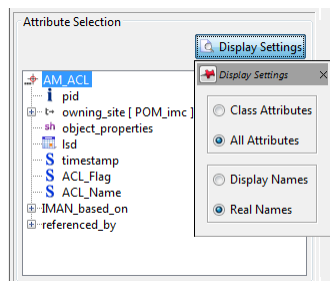 Attribute Selection
Display Settings
Display Settings
AM_ACL
i pid
owning_site [ POM_imc ]
sh object_properties
lsd
S timestamp
S ACL_Flag
S ACL_Name
IMAN_based_on
referenced_by
Class Attributes
All Attributes
Display Names
Real Names